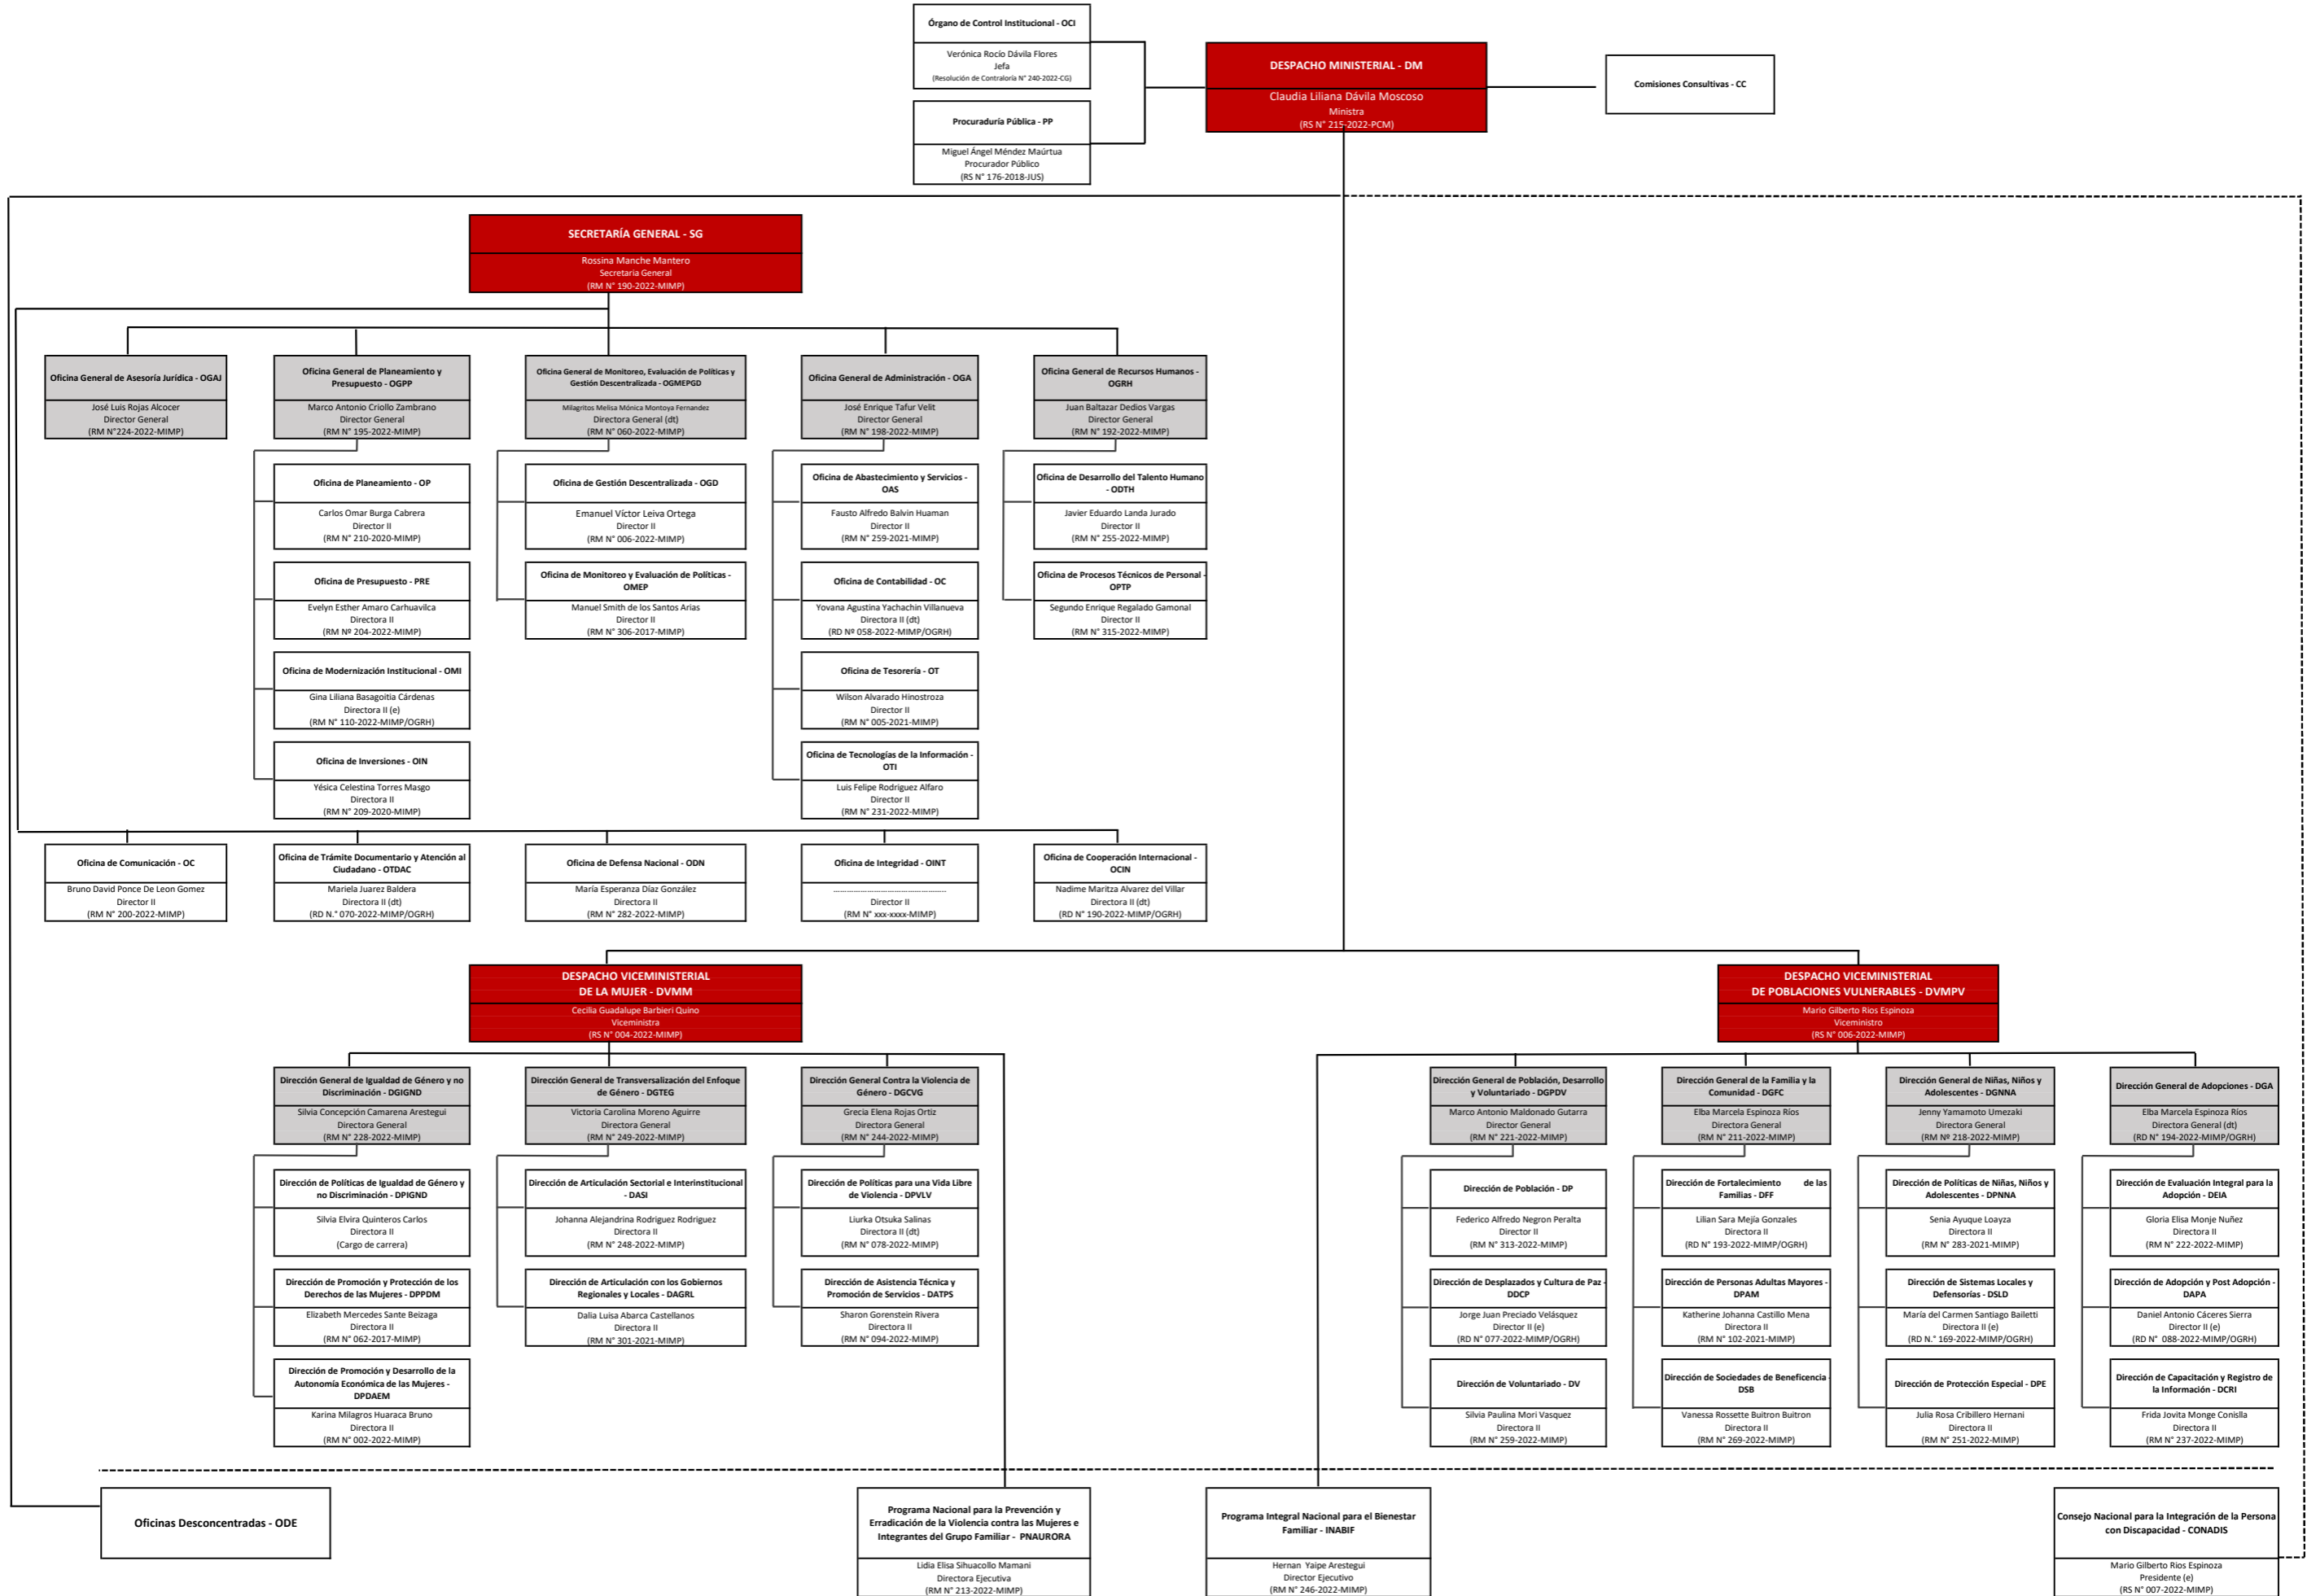 Órgano de Control Institucional - OCI
Verónica Rocío Dávila Flores
Jefa
(Resolución de Contraloría N° 240-2022-CG)
DESPACHO MINISTERIAL - DM
Claudia Liliana Dávila Moscoso
Ministra
(RS N° 215-2022-PCM)
Comisiones Consultivas - CC
Procuraduría Pública - PP
Miguel Ángel Méndez Maúrtua
Procurador Público
(RS N° 176-2018-JUS)
SECRETARÍA GENERAL - SG
Rossina Manche Mantero
Secretaria General
(RM N° 190-2022-MIMP)
Oficina General de Asesoría Jurídica - OGAJ
José Luis Rojas Alcocer
Director General
(RM N°224-2022-MIMP)
Oficina General de Planeamiento y
Presupuesto - OGPP
Marco Antonio Criollo Zambrano
Director General
(RM N° 195-2022-MIMP)
Oficina General de Monitoreo, Evaluación de Políticas y
Gestión Descentralizada - OGMEPGD
Milagritos Melisa Mónica Montoya Fernandez
Directora General (dt)
(RM N° 060-2022-MIMP)
Oficina General de Administración - OGA
José Enrique Tafur Velit
Director General
(RM N° 198-2022-MIMP)
Oficina General de Recursos Humanos -
OGRH
Juan Baltazar Dedios Vargas
Director General
(RM N° 192-2022-MIMP)
Oficina de Planeamiento - OP
Carlos Omar Burga Cabrera
Director II
(RM N° 210-2020-MIMP)
Oficina de Gestión Descentralizada - OGD
Emanuel Víctor Leiva Ortega
Director II
(RM N° 006-2022-MIMP)
Oficina de Abastecimiento y Servicios -
OAS
Fausto Alfredo Balvin Huaman
Director II
(RM N° 259-2021-MIMP)
Oficina de Desarrollo del Talento Humano
- ODTH
Javier Eduardo Landa Jurado
Director II
(RM N° 255-2022-MIMP)
Oficina de Presupuesto - PRE
Evelyn Esther Amaro Carhuavilca
Directora II
(RM Nº 204-2022-MIMP)
Oficina de Monitoreo y Evaluación de Políticas -
OMEP
Manuel Smith de los Santos Arias
Director II
(RM N° 306-2017-MIMP)
Oficina de Contabilidad - OC
Yovana Agustina Yachachin Villanueva
Directora II (dt)
(RD Nº 058-2022-MIMP/OGRH)
Oficina de Procesos Técnicos de Personal -
OPTP
Segundo Enrique Regalado Gamonal
Director II
(RM N° 315-2022-MIMP)
Oficina de Modernización Institucional - OMI
Gina Liliana Basagoitia Cárdenas
Directora II (e)
(RM N° 110-2022-MIMP/OGRH)
Oficina de Tesorería - OT
Wilson Alvarado Hinostroza
Director II
(RM N° 005-2021-MIMP)
Oficina de Inversiones - OIN
Yésica Celestina Torres Masgo
Directora II
(RM N° 209-2020-MIMP)
Oficina de Tecnologías de la Información -
OTI
Luis Felipe Rodriguez Alfaro
Director II
(RM N° 231-2022-MIMP)
Oficina de Comunicación - OC
Bruno David Ponce De Leon Gomez
Director II
(RM N° 200-2022-MIMP)
Oficina de Trámite Documentario y Atención al
Ciudadano - OTDAC
Mariela Juarez Baldera
Directora II (dt)
(RD N.° 070-2022-MIMP/OGRH)
Oficina de Defensa Nacional - ODN
María Esperanza Díaz González
Directora II
(RM N° 282-2022-MIMP)
Oficina de Integridad - OINT
................................................
Director II
(RM N° xxx-xxxx-MIMP)
Oficina de Cooperación Internacional -
OCIN
Nadime Maritza Alvarez del Villar
Directora II (dt)
(RD N° 190-2022-MIMP/OGRH)
DESPACHO VICEMINISTERIAL
DE LA MUJER - DVMM
Cecilia Guadalupe Barbieri Quino
Viceministra
(RS N° 004-2022-MIMP)
DESPACHO VICEMINISTERIAL
DE POBLACIONES VULNERABLES - DVMPV
Mario Gilberto Rios Espinoza
Viceministro
(RS N° 006-2022-MIMP)
Dirección General de Igualdad de Género y no
Discriminación - DGIGND
Silvia Concepción Camarena Arestegui
Directora General
(RM N° 228-2022-MIMP)
Dirección General de Transversalización del Enfoque
de Género - DGTEG
Victoria Carolina Moreno Aguirre
Directora General
(RM N° 249-2022-MIMP)
Dirección General Contra la Violencia de
Género - DGCVG
Grecia Elena Rojas Ortiz
Directora General
(RM N° 244-2022-MIMP)
Dirección General de Población, Desarrollo
y Voluntariado - DGPDV
Marco Antonio Maldonado Gutarra
Director General
(RM N° 221-2022-MIMP)
Dirección General de la Familia y la
Comunidad - DGFC
Elba Marcela Espinoza Ríos
Directora General
(RM N° 211-2022-MIMP)
Dirección General de Niñas, Niños y
Adolescentes - DGNNA
Jenny Yamamoto Umezaki
Directora General
(RM Nº 218-2022-MIMP)
Dirección General de Adopciones - DGA
Elba Marcela Espinoza Ríos
Directora General (dt)
(RD N° 194-2022-MIMP/OGRH)
Dirección de Políticas de Igualdad de Género y
no Discriminación - DPIGND
Silvia Elvira Quinteros Carlos
Directora II
(Cargo de carrera)
Dirección de Articulación Sectorial e Interinstitucional
- DASI
Johanna Alejandrina Rodriguez Rodriguez
Directora II
(RM N° 248-2022-MIMP)
Dirección de Políticas para una Vida Libre
de Violencia - DPVLV
Liurka Otsuka Salinas
Directora II (dt)
(RM N° 078-2022-MIMP)
Dirección de Población - DP
Federico Alfredo Negron Peralta
Director II
(RM N° 313-2022-MIMP)
Dirección de Fortalecimiento de las
Familias - DFF
Lilian Sara Mejía Gonzales
Directora II
(RD N° 193-2022-MIMP/OGRH)
Dirección de Políticas de Niñas, Niños y
Adolescentes - DPNNA
Senia Ayuque Loayza
Directora II
(RM N° 283-2021-MIMP)
Dirección de Evaluación Integral para la
Adopción - DEIA
Gloria Elisa Monje Nuñez
Directora II
(RM N° 222-2022-MIMP)
Dirección de Promoción y Protección de los
Derechos de las Mujeres - DPPDM
Elizabeth Mercedes Sante Beizaga
Directora II
(RM N° 062-2017-MIMP)
Dirección de Articulación con los Gobiernos
Regionales y Locales - DAGRL
Dalia Luisa Abarca Castellanos
Directora II
(RM N° 301-2021-MIMP)
Dirección de Asistencia Técnica y
Promoción de Servicios - DATPS
Sharon Gorenstein Rivera
Directora II
(RM N° 094-2022-MIMP)
Dirección de Desplazados y Cultura de Paz -
DDCP
Jorge Juan Preciado Velásquez
Director II (e)
(RD N° 077-2022-MIMP/OGRH)
Dirección de Personas Adultas Mayores -
DPAM
Katherine Johanna Castillo Mena
Directora II
(RM N° 102-2021-MIMP)
Dirección de Sistemas Locales y
Defensorías - DSLD
María del Carmen Santiago Bailetti
Directora II (e)
(RD N.° 169-2022-MIMP/OGRH)
Dirección de Adopción y Post Adopción -
DAPA
Daniel Antonio Cáceres Sierra
Director II (e)
(RD N° 088-2022-MIMP/OGRH)
Dirección de Promoción y Desarrollo de la
Autonomía Económica de las Mujeres -
DPDAEM
Karina Milagros Huaraca Bruno
Directora II
(RM N° 002-2022-MIMP)
Dirección de Voluntariado - DV
Silvia Paulina Mori Vasquez
Directora II
(RM N° 259-2022-MIMP)
Dirección de Sociedades de Beneficencia -
DSB
Vanessa Rossette Buitron Buitron
Directora II
(RM N° 269-2022-MIMP)
Dirección de Protección Especial - DPE
Julia Rosa Cribillero Hernani
Directora II
(RM N° 251-2022-MIMP)
Dirección de Capacitación y Registro de
la Información - DCRI
Frida Jovita Monge Conislla
Directora II
(RM N° 237-2022-MIMP)
Oficinas Desconcentradas - ODE
Programa Nacional para la Prevención y
Erradicación de la Violencia contra las Mujeres e
Integrantes del Grupo Familiar - PNAURORA
Lidia Elisa Sihuacollo Mamani
Directora Ejecutiva
(RM N° 213-2022-MIMP)
Programa Integral Nacional para el Bienestar
Familiar - INABIF
Hernan Yaipe Arestegui
Director Ejecutivo
(RM N° 246-2022-MIMP)
Consejo Nacional para la Integración de la Persona
con Discapacidad - CONADIS
Mario Gilberto Rios Espinoza
Presidente (e)
(RS N° 007-2022-MIMP)